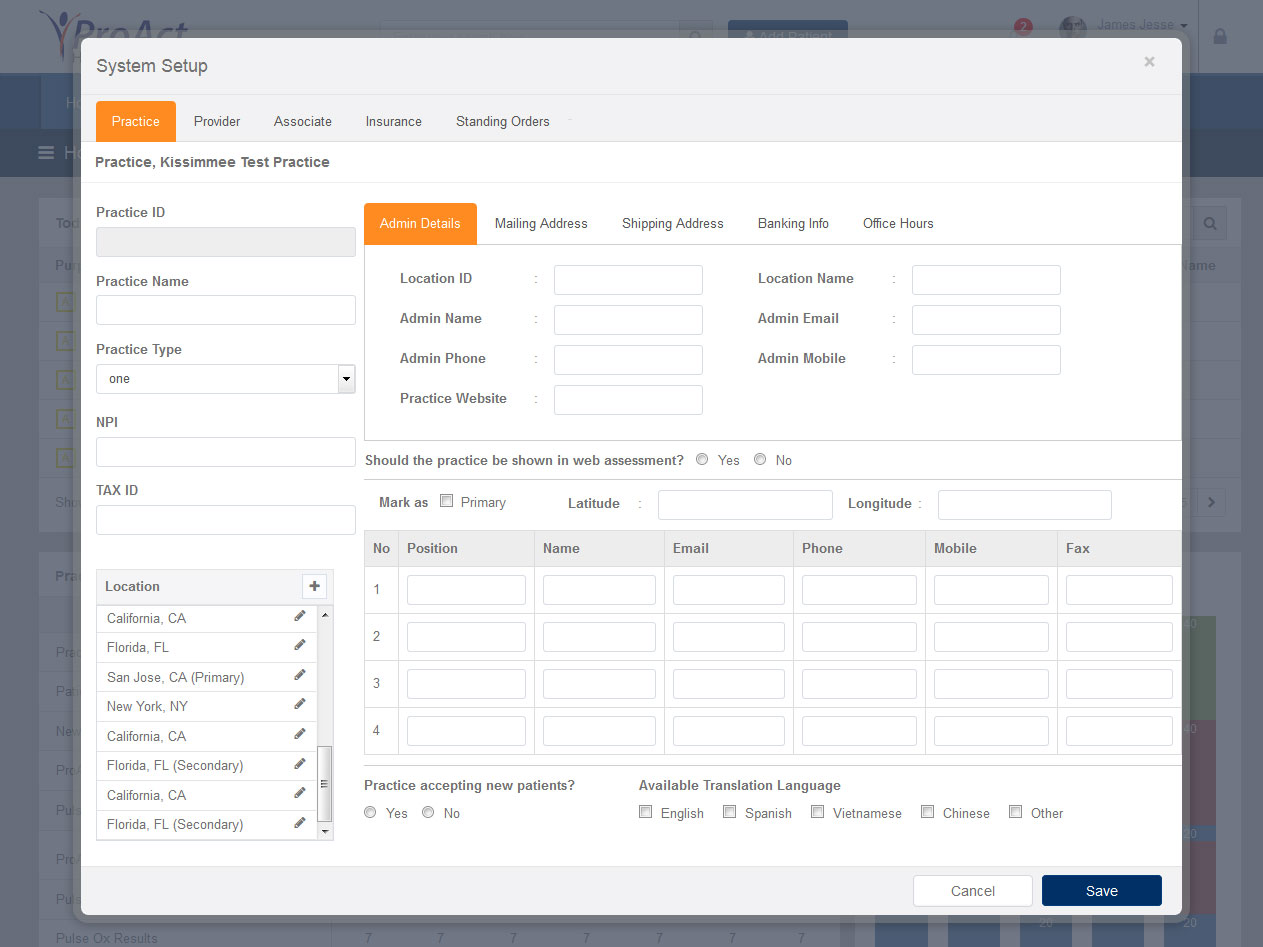 ProAct
Add Patient
2
James Jesse
System Setup
×
Practice Provider Associate Insurance Standing Orders
Practice, Kissimmee Test Practice
Practice ID
Practice Name
Practice Type
one
NPI
TAX ID
Location +
California, CA
Florida, FL
San Jose, CA (Primary)
New York, NY
California, CA
Florida, FL (Secondary)
California, CA
Florida, FL (Secondary)
Admin Details Mailing Address Shipping Address Banking Info Office Hours
Location ID : Location Name :
Admin Name : Admin Email :
Admin Phone : Admin Mobile :
Practice Website :
Should the practice be shown in web assessment? Yes No
Mark as Primary Latitude : Longitude :
No Position Name Email Phone Mobile Fax
1
2
3
4
Practice accepting new patients? Available Translation Language
Yes No English Spanish Vietnamese Chinese Other
Cancel Save
Name
40
40
20
20
20
Pulse Ox Results 7 7 7 7 7 7 7